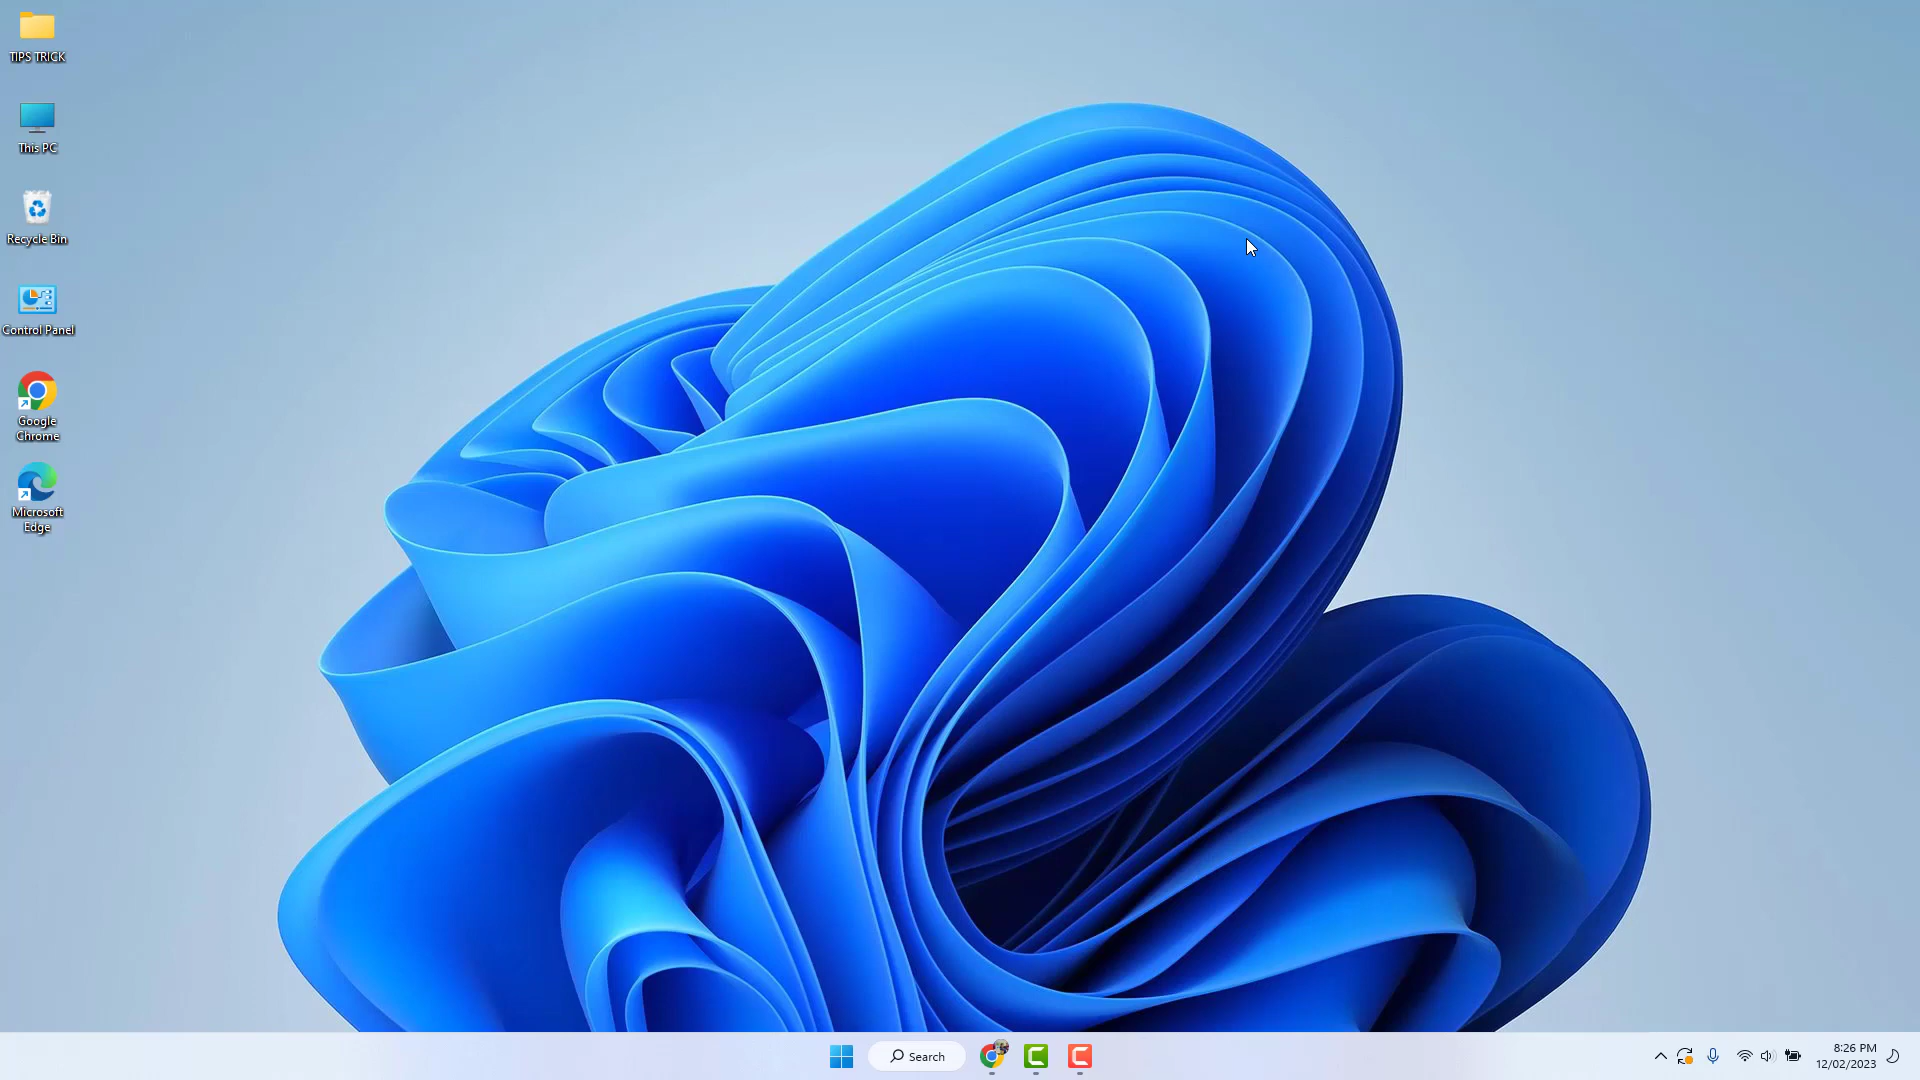 TIPS TRICK
This PC
Recycle Bin
Control Panel
Google
Chrome
Microsoft
Edge
Search
8:26 PM
12/02/2023